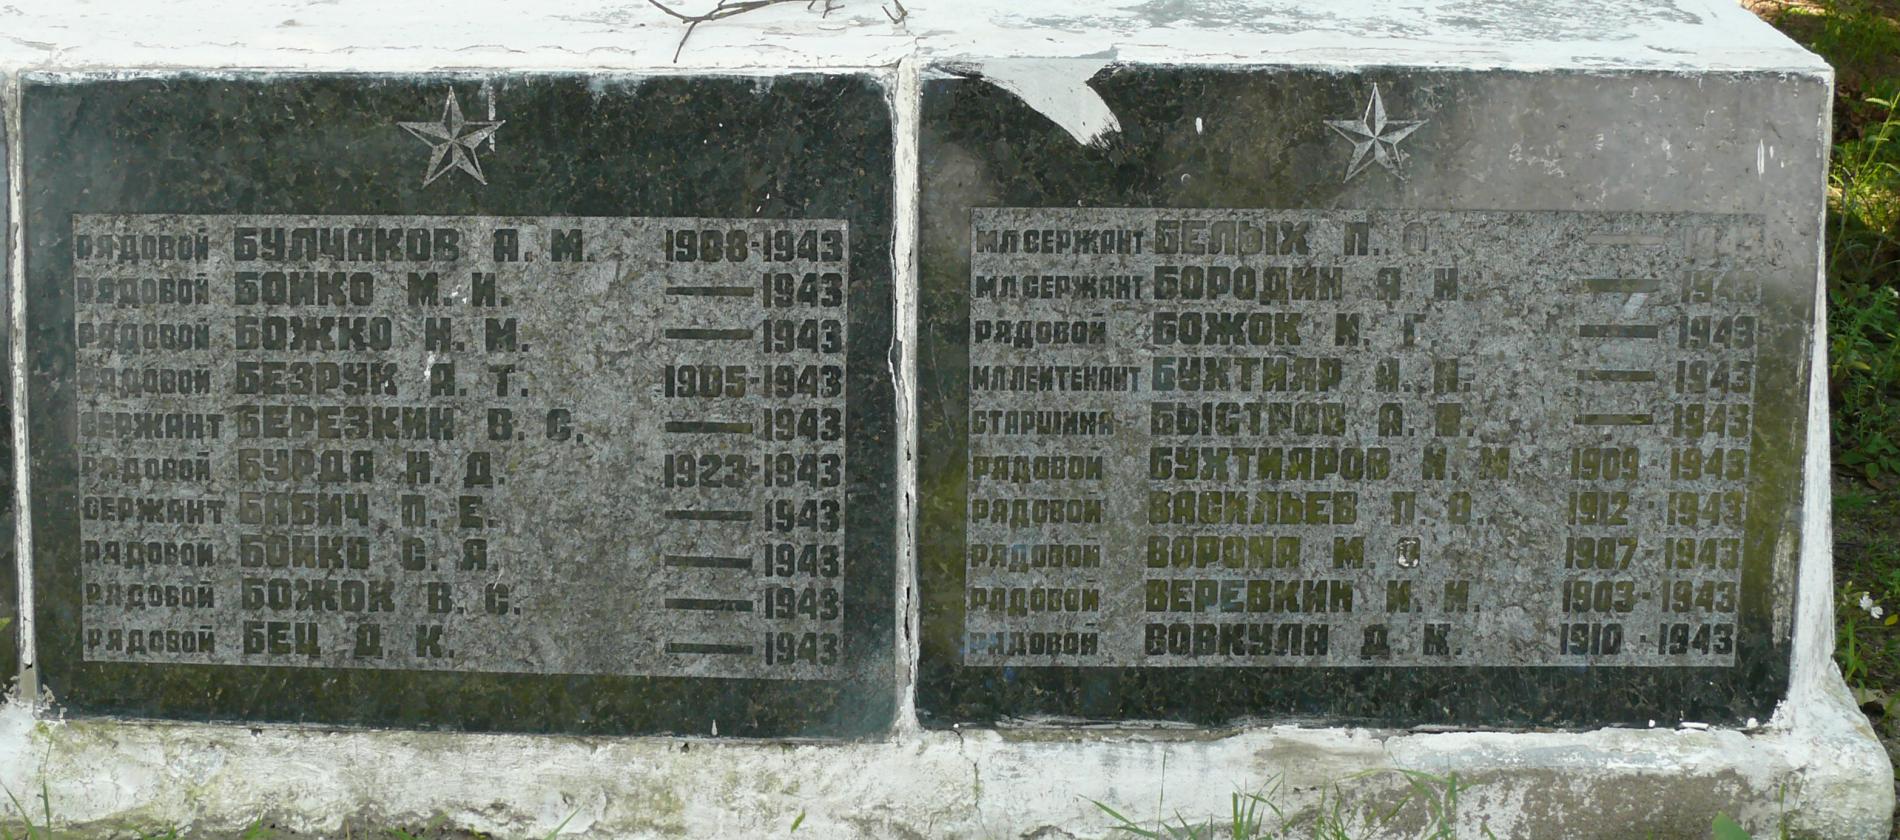 РЯДОВОЙ БУЛЧАКОВ А. М. 1908-1943
РЯДОВОЙ БОЙКО М. И. — 1943
РЯДОВОЙ БОЖКО Н. М. — 1943
РЯДОВОЙ БЕЗРУК А. Т. 1905-1943
СЕРЖАНТ БЕРЕЗКИН В. С. — 1943
РЯДОВОЙ БУРДА Н. Д. 1923-1943
СЕРЖАНТ БАБИЧ П. Е. — 1943
РЯДОВОЙ БОЙКО С. Я. — 1943
РЯДОВОЙ БОЖОК В. С. — 1943
РЯДОВОЙ БЕЦ Д. К. — 1943
МЛ СЕРЖАНТ БЕЛЫХ П. — 1943
МЛ СЕРЖАНТ БОРОДИН Я. Н. — 1943
РЯДОВОЙ БОЖОК И. Г. — 1943
МЛ ЛЕЙТЕНАНТ БУХТИЯР — 1943
СТАРШИНА БЫСТРОВ А. — 1943
РЯДОВОЙ БУХТИЯРОВ М. 1909-1943
РЯДОВОЙ ВАСИЛЬЕВ П. О. 1912-1943
РЯДОВОЙ ВОРОНА М. О. 1907-1943
РЯДОВОЙ ВЕРЕВКИН И. И. 1903-1943
РЯДОВОЙ ВОВКУЛА Д. К. 1910-1943